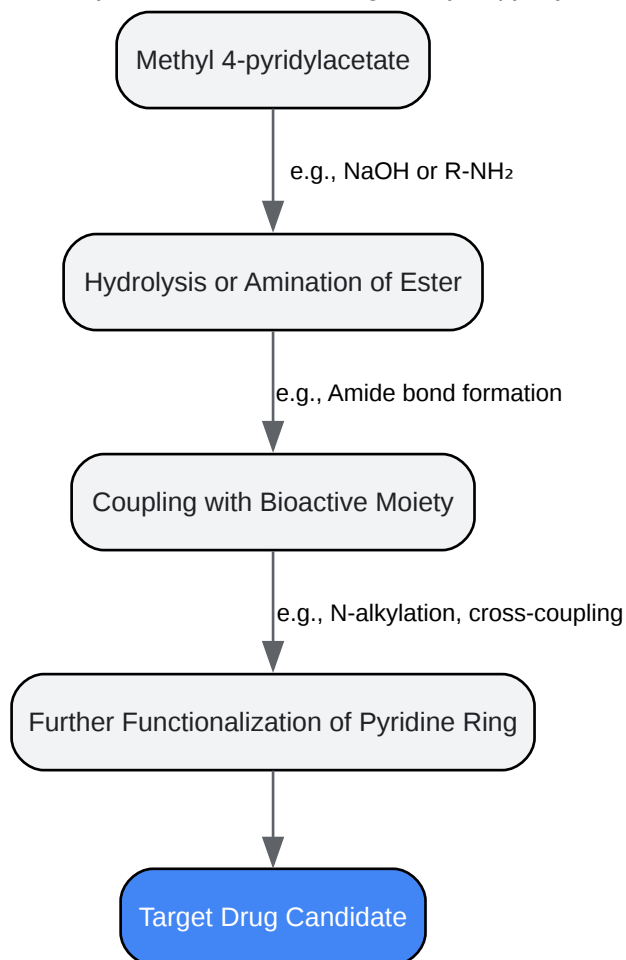 Methyl 4-pyridylacetate
e.g., NaOH or R-NH₂
Hydrolysis or Amination of Ester
e.g., Amide bond formation
Coupling with Bioactive Moiety
e.g., N-alkylation, cross-coupling
Further Functionalization of Pyridine Ring
Target Drug Candidate